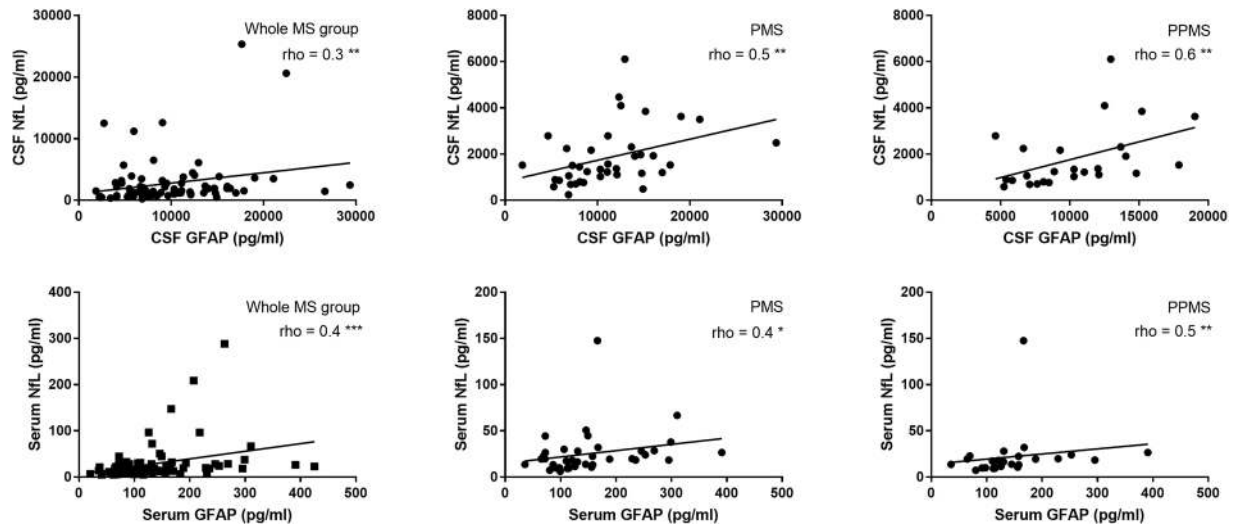 30000
20000
10000
0
0
10000
20000
30000
CSF NfL (pg/ml)
CSF GFAP (pg/ml)
Whole MS group
rho = 0.3 **
8000
6000
4000
2000
0
0
10000
20000
30000
CSF NfL (pg/ml)
CSF GFAP (pg/ml)
PMS
rho = 0.5 **
8000
6000
4000
2000
0
0
5000
10000
15000
20000
CSF NfL (pg/ml)
CSF GFAP (pg/ml)
PPMS
rho = 0.6 **
400
300
200
100
0
0
100
200
300
400
500
Serum NfL (pg/ml)
Serum GFAP (pg/ml)
Whole MS group
rho = 0.4 ***
200
150
100
50
0
0
100
200
300
400
500
Serum NfL (pg/ml)
Serum GFAP (pg/ml)
PMS
rho = 0.4 *
200
150
100
50
0
0
100
200
300
400
500
Serum NfL (pg/ml)
Serum GFAP (pg/ml)
PPMS
rho = 0.5 **